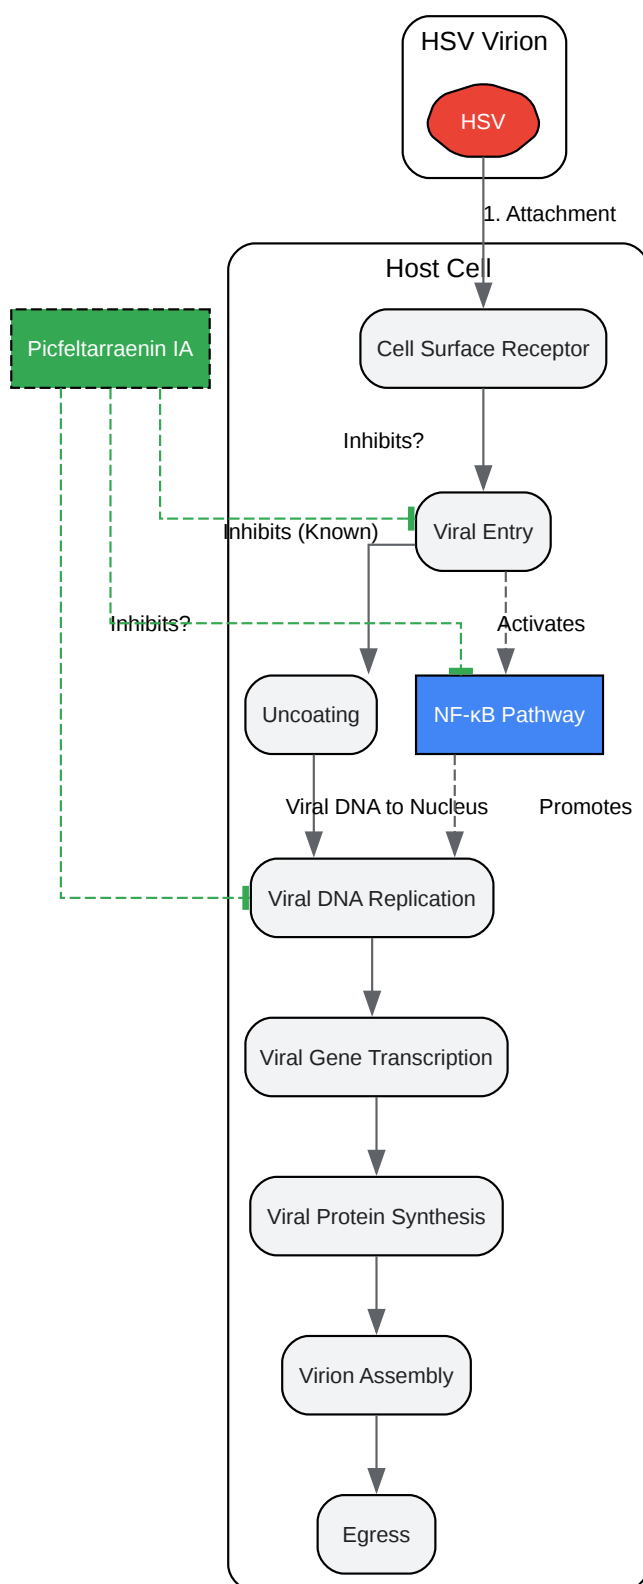 HSV Virion
HSV
1. Attachment
Host Cell
Picfeltarraenin IA
Cell Surface Receptor
Inhibits?
Viral Entry
Inhibits (Known)
Inhibits?
Activates
Uncoating
NF-κB Pathway
Viral DNA to Nucleus
Promotes
Viral DNA Replication
Viral Gene Transcription
Viral Protein Synthesis
Virion Assembly
Egress